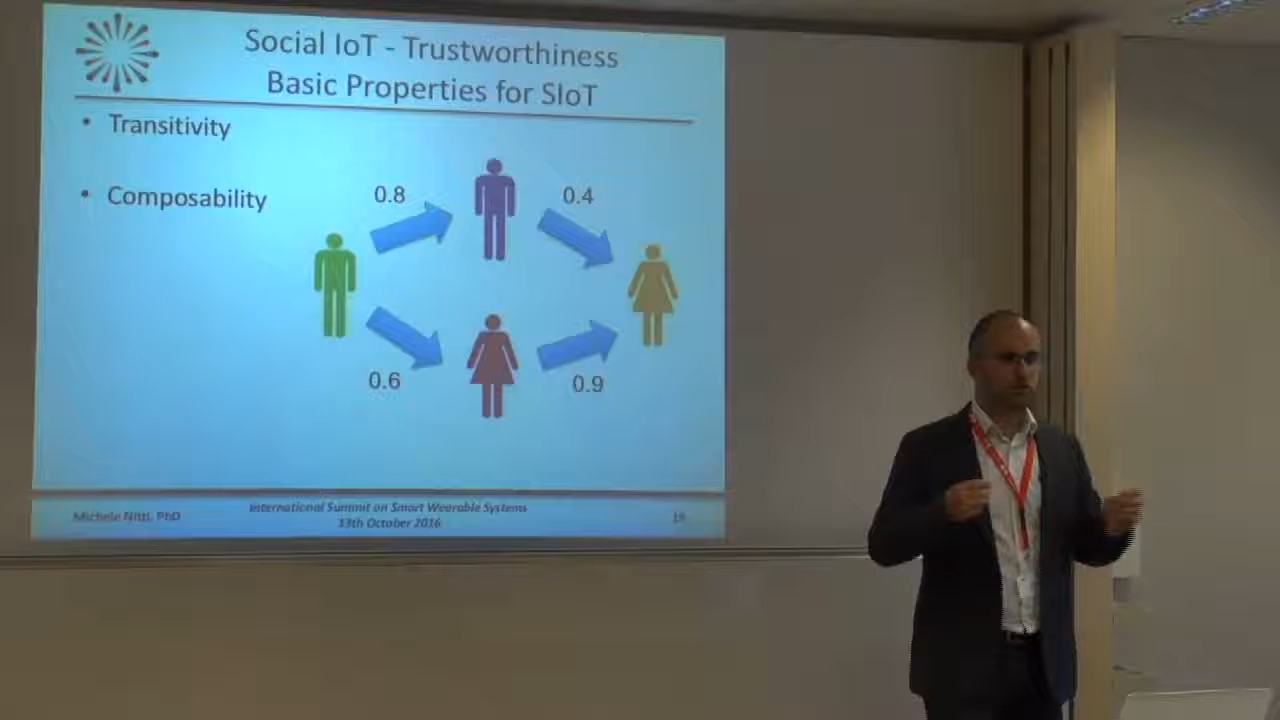 Social IoT - Trustworthiness
Basic Properties for SIoT
• Transitivity
• Composability
0.8
0.4
0.6
0.9
Michele Nitti, PhD
International Summit on Smart Wearable Systems
13th October 2016